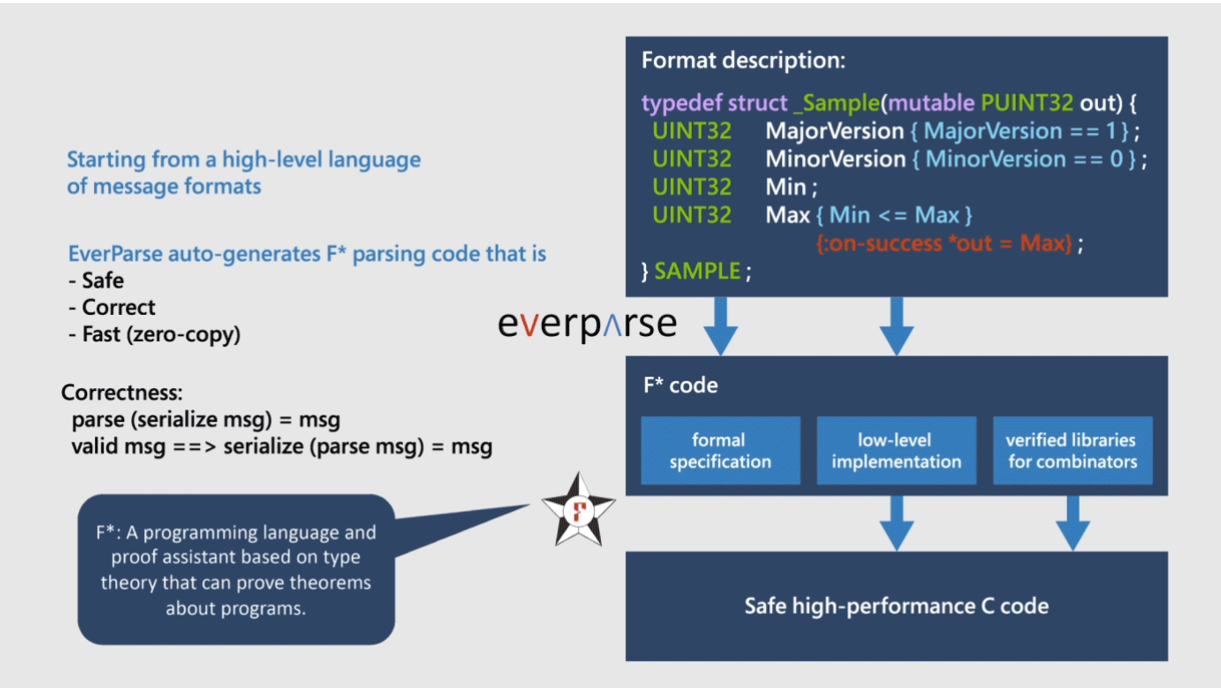 Starting from a high-level language
of message formats
EverParse auto-generates F* parsing code that is
- Safe
- Correct
- Fast (zero-copy)
Correctness:
parse (serialize msg) = msg
valid msg ==> serialize (parse msg) = msg
F*: A programming language and
proof assistant based on type
theory that can prove theorems
about programs.
F
everpʌrse
Format description:
typedef struct _Sample(mutable PUINT32 out) {
UINT32 MajorVersion { MajorVersion == 1 } ;
UINT32 MinorVersion { MinorVersion == 0 } ;
UINT32 Min ;
UINT32 Max { Min <= Max }
{:on-success *out = Max} ;
} SAMPLE ;
F* code
formal
specification
low-level
implementation
verified libraries
for combinators
Safe high-performance C code